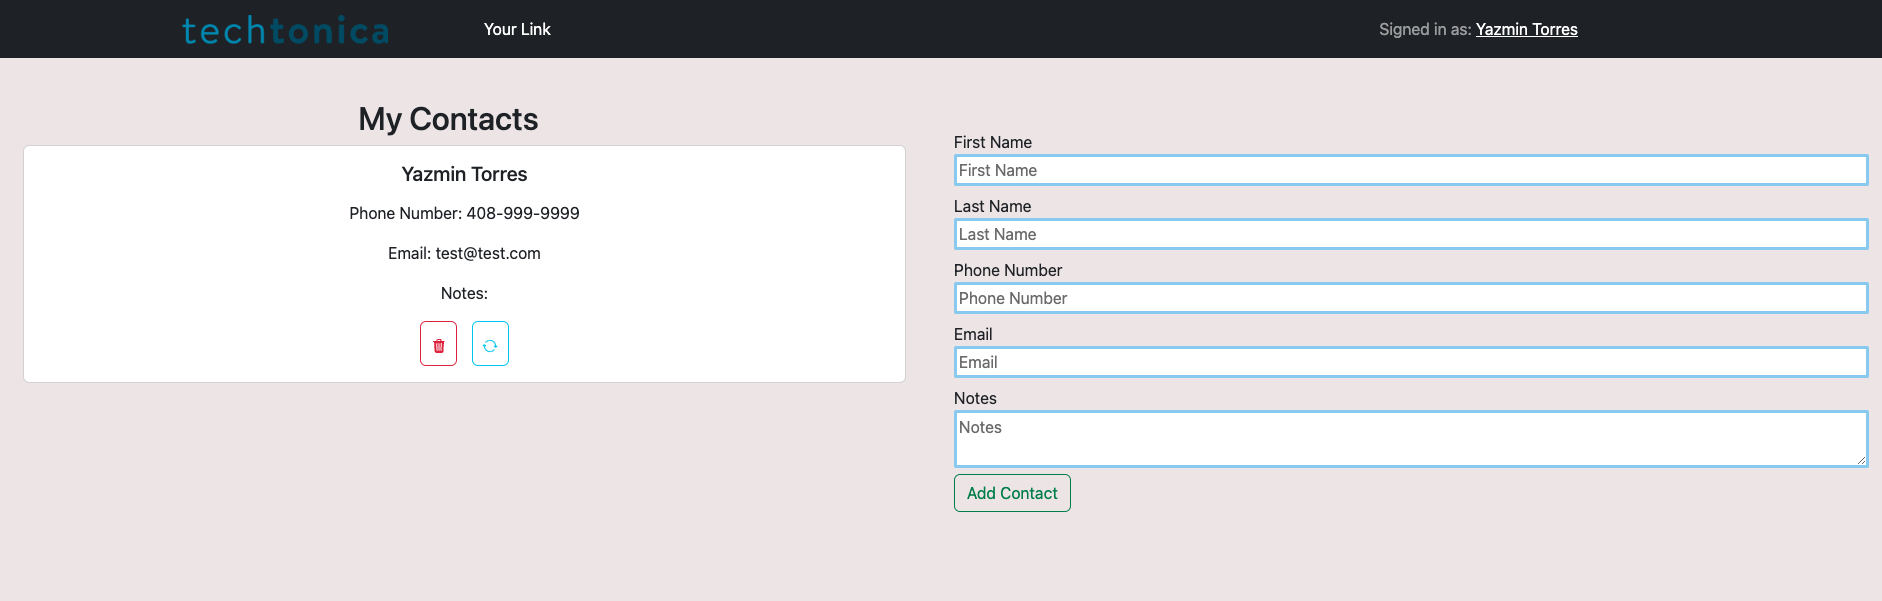 techtonica
Your Link
Signed in as: Yazmin Torres
My Contacts
Yazmin Torres
Phone Number: 408-999-9999
Email: test@test.com
Notes:
First Name
First Name
Last Name
Last Name
Phone Number
Phone Number
Email
Email
Notes
Notes
Add Contact